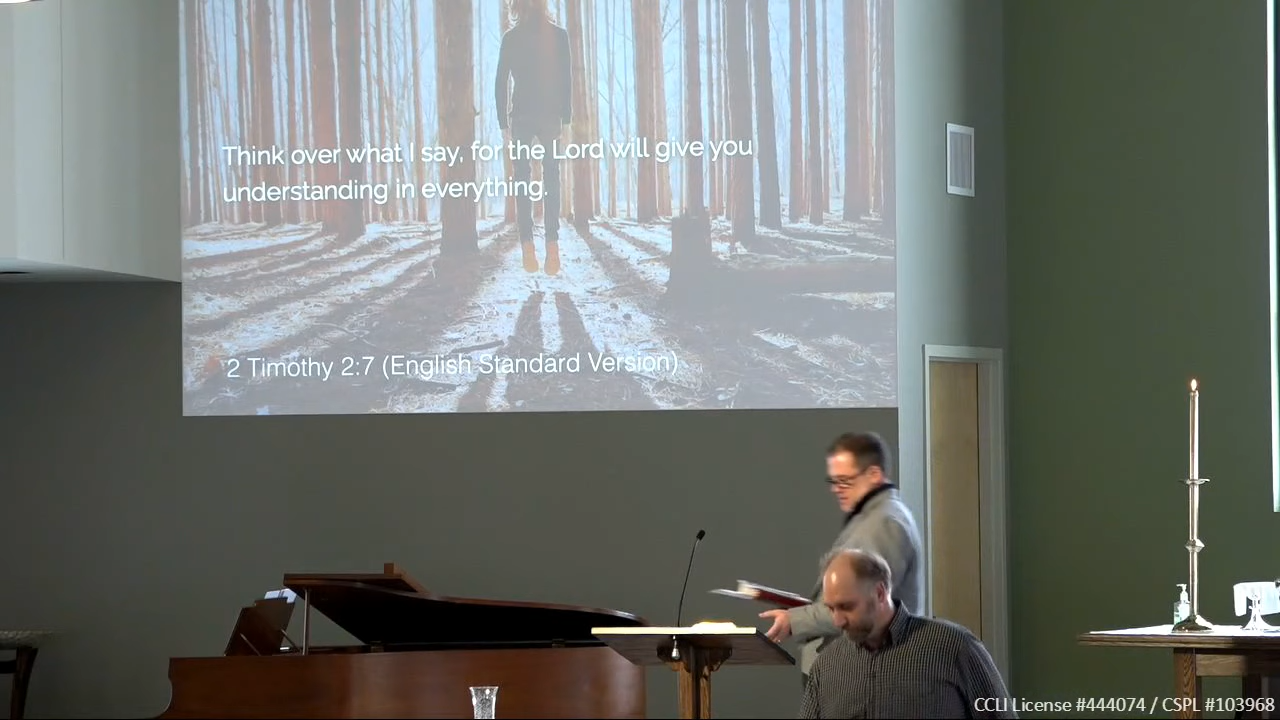 Think over what I say, for the Lord will give you
understanding in everything.
2 Timothy 2:7 (English Standard Version)
CCLI License #444074 / CSPL #103968